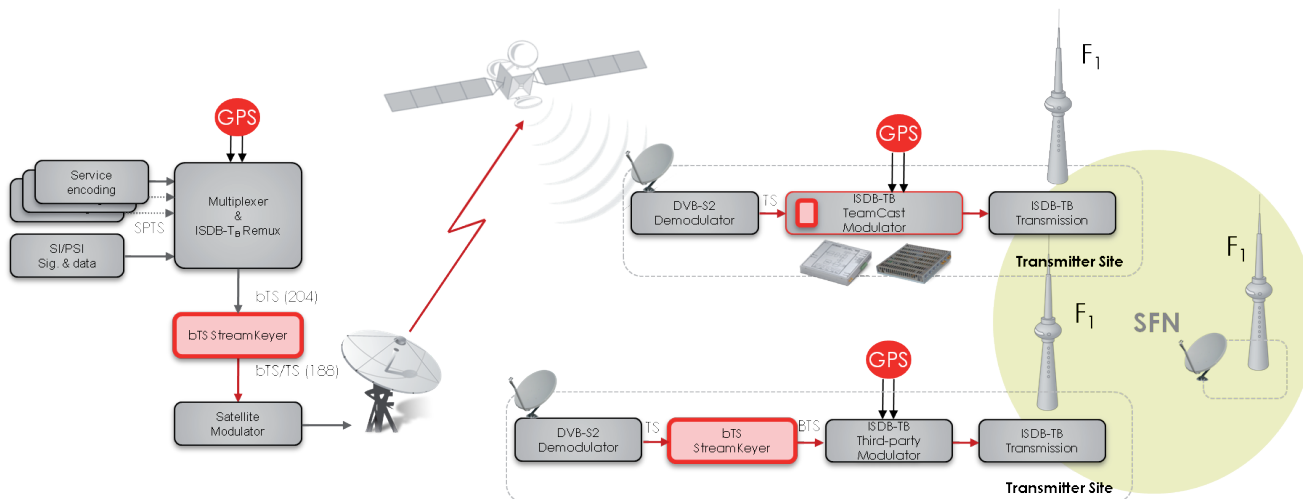 GPS
Service
encoding
SPTS
SI/PSI
Sig. & data
Multiplexer
&
ISDB-TB Remux
bTS (204)
bTS StreamKeyer
bTS/TS (188)
Satellite
Modulator
DVB-S2
Demodulator
TS
GPS
ISDB-TB
TeamCast
Modulator
ISDB-TB
Transmission
Transmitter Site
F1
DVB-S2
Demodulator
TS
bTS
StreamKeyer
BTS
GPS
ISDB-TB
Third-party
Modulator
ISDB-TB
Transmission
Transmitter Site
F1
SFN
F1